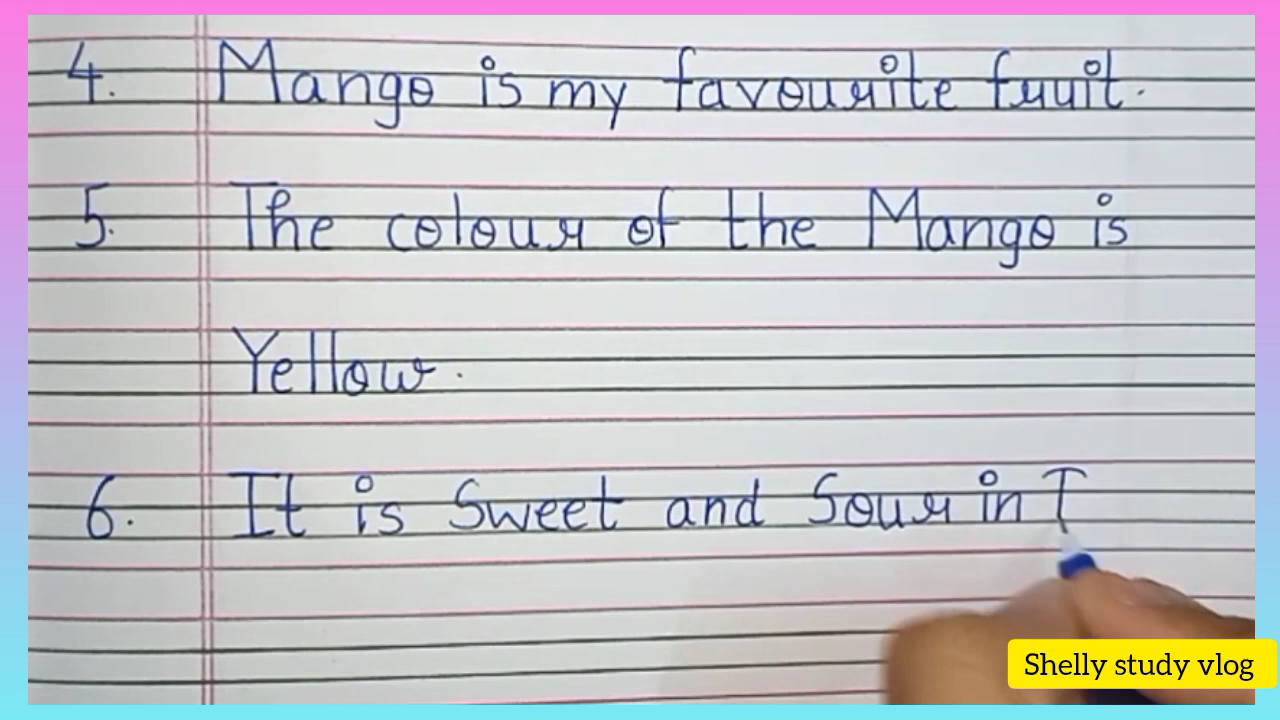 4. Mango is my favourite fruit.
5. The colour of the Mango is
Yellow.
6. It is Sweet and Sour in T
Shelly study vlog